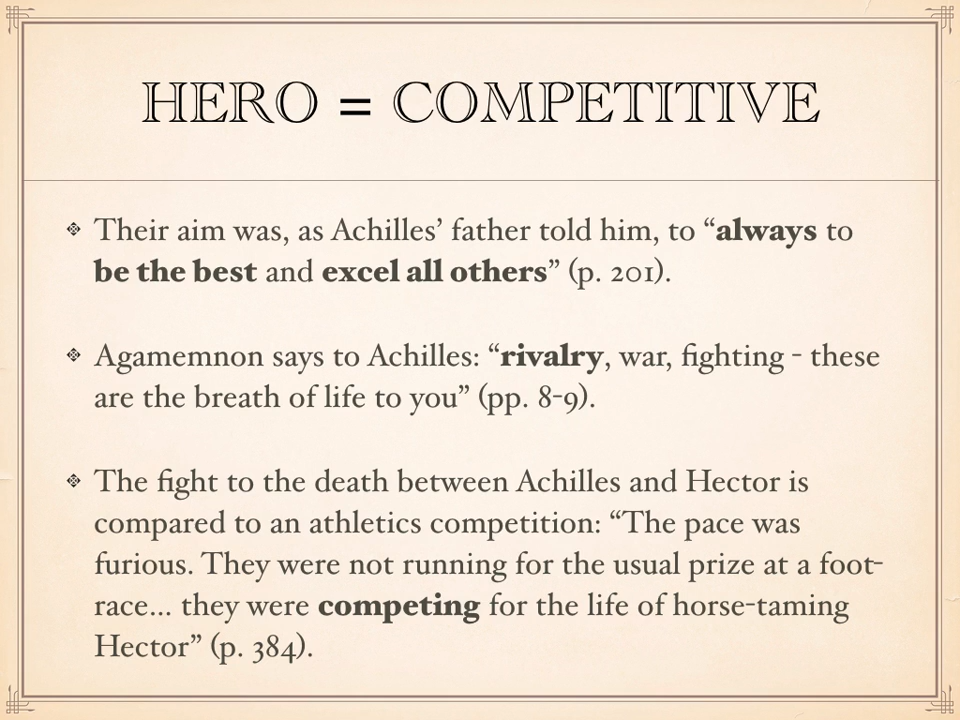 HERO = COMPETITIVE
Their aim was, as Achilles’ father told him, to “always to
be the best and excel all others” (p. 201).
Agamemnon says to Achilles: “rivalry, war, fighting - these
are the breath of life to you” (pp. 8-9).
The fight to the death between Achilles and Hector is
compared to an athletics competition: “The pace was
furious. They were not running for the usual prize at a foot-
race... they were competing for the life of horse-taming
Hector” (p. 384).